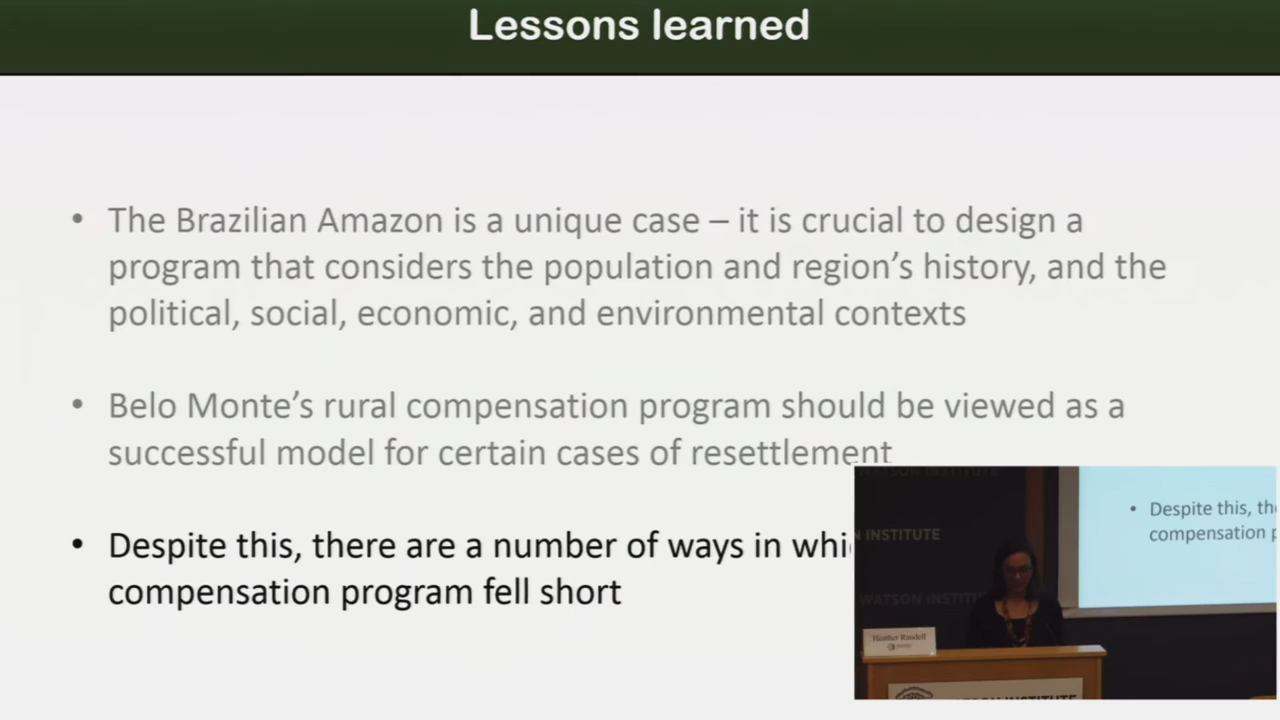 Lessons learned
• The Brazilian Amazon is a unique case – it is crucial to design a
program that considers the population and region's history, and the
political, social, economic, and environmental contexts
• Belo Monte's rural compensation program should be viewed as a
successful model for certain cases of resettlement
• Despite this, there are a number of ways in
compensation program fell short
INSTITUTE
WATSON
• Despite this,
compensation
Heather Randell
WATSON INSTITUTE